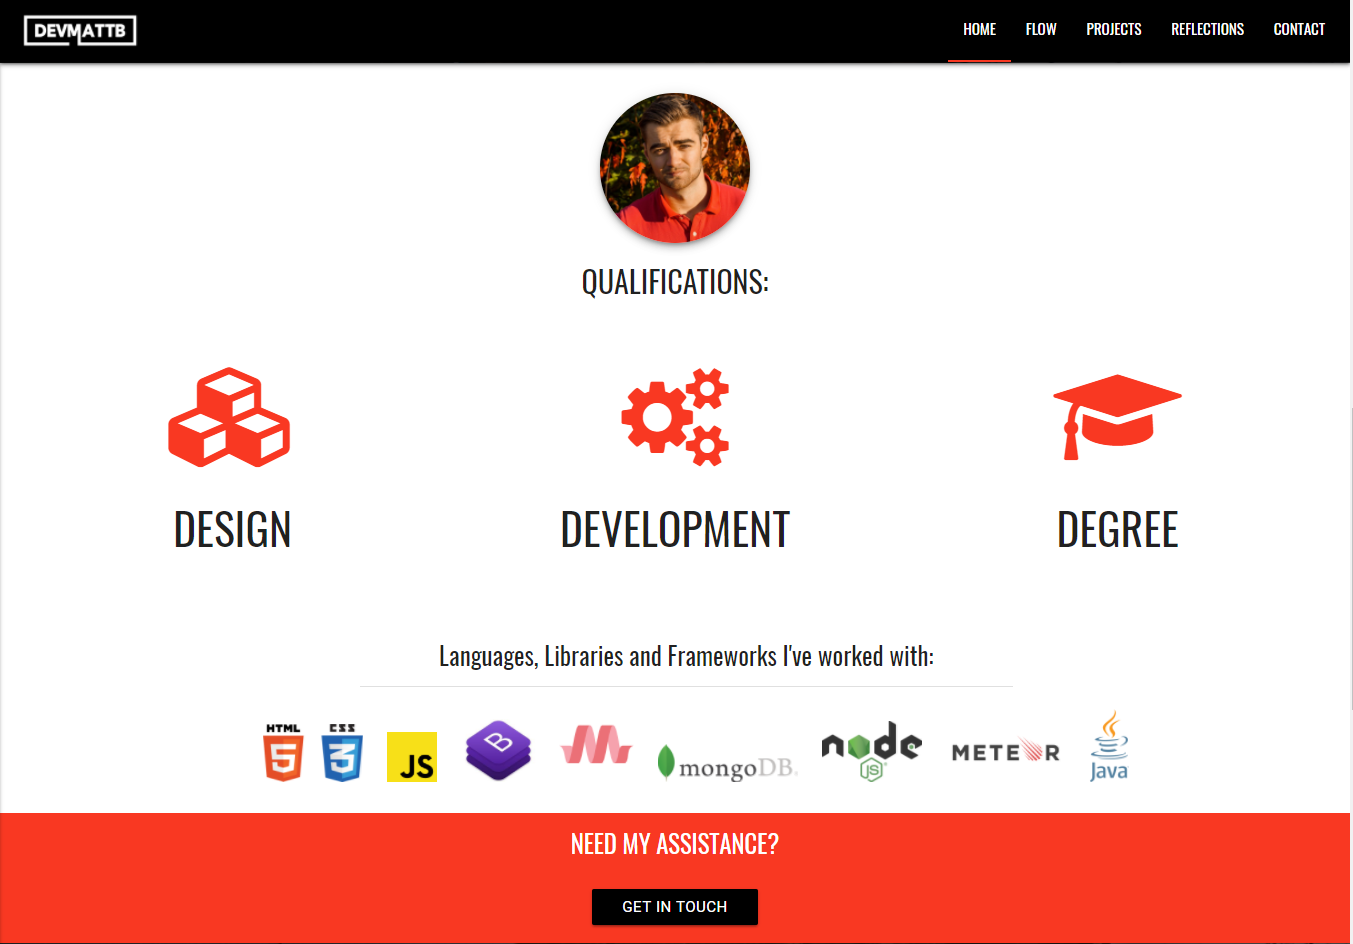 DEVMATTB
HOME FLOW PROJECTS REFLECTIONS CONTACT
QUALIFICATIONS:
DESIGN DEVELOPMENT DEGREE
Languages, Libraries and Frameworks I've worked with:
HTML 5 CSS 3 JS B M mongoDB. node JS METEOR Java
NEED MY ASSISTANCE?
GET IN TOUCH